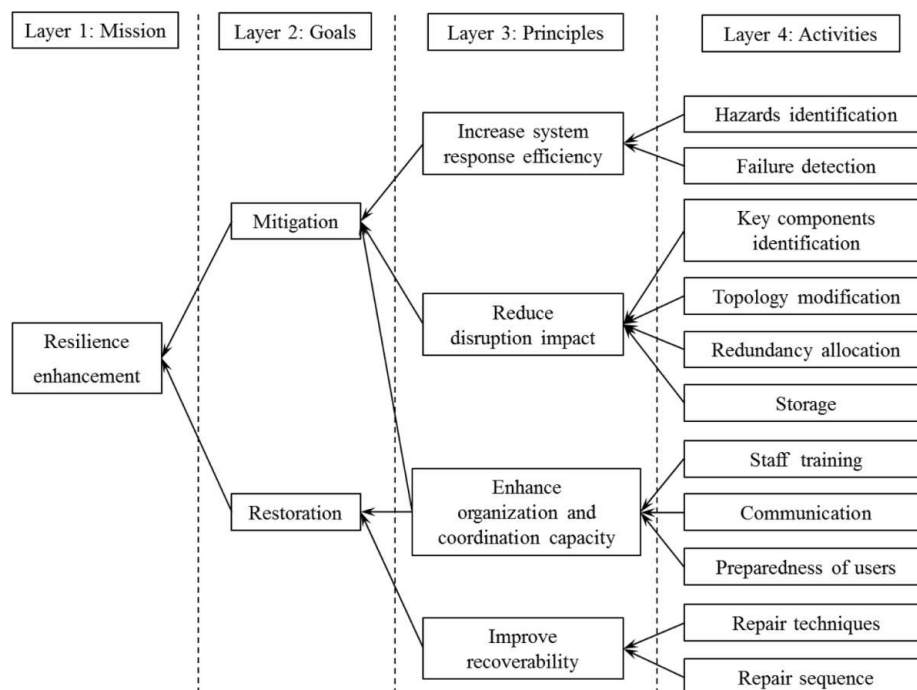 Layer 1: Mission
Layer 2: Goals
Layer 3: Principles
Layer 4: Activities
Resilience
enhancement
Mitigation
Restoration
Increase system
response efficiency
Reduce
disruption impact
Enhance
organization and
coordination capacity
Improve
recoverability
Hazards identification
Failure detection
Key components
identification
Topology modification
Redundancy allocation
Storage
Staff training
Communication
Preparedness of users
Repair techniques
Repair sequence